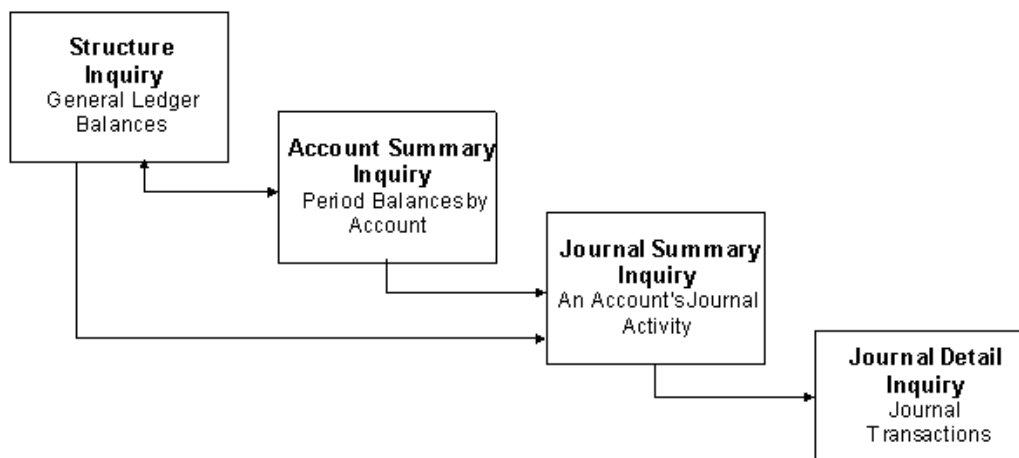 Structure
Inquiry
General Ledger
Balances
Account Summary
Inquiry
Period Balances by
Account
Journal Summary
Inquiry
An Account's Journal
Activity
Journal Detail
Inquiry
Journal
Transactions